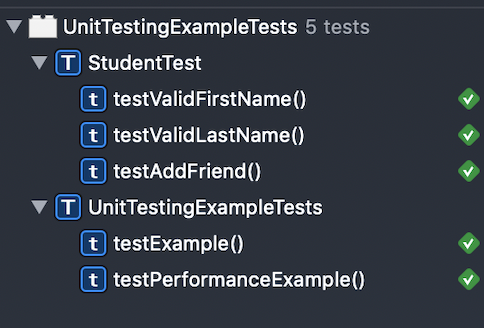 UnitTestingExampleTests 5 tests
T StudentTest
t testValidFirstName()
t testValidLastName()
t testAddFriend()
T UnitTestingExampleTests
t testExample()
t testPerformanceExample()